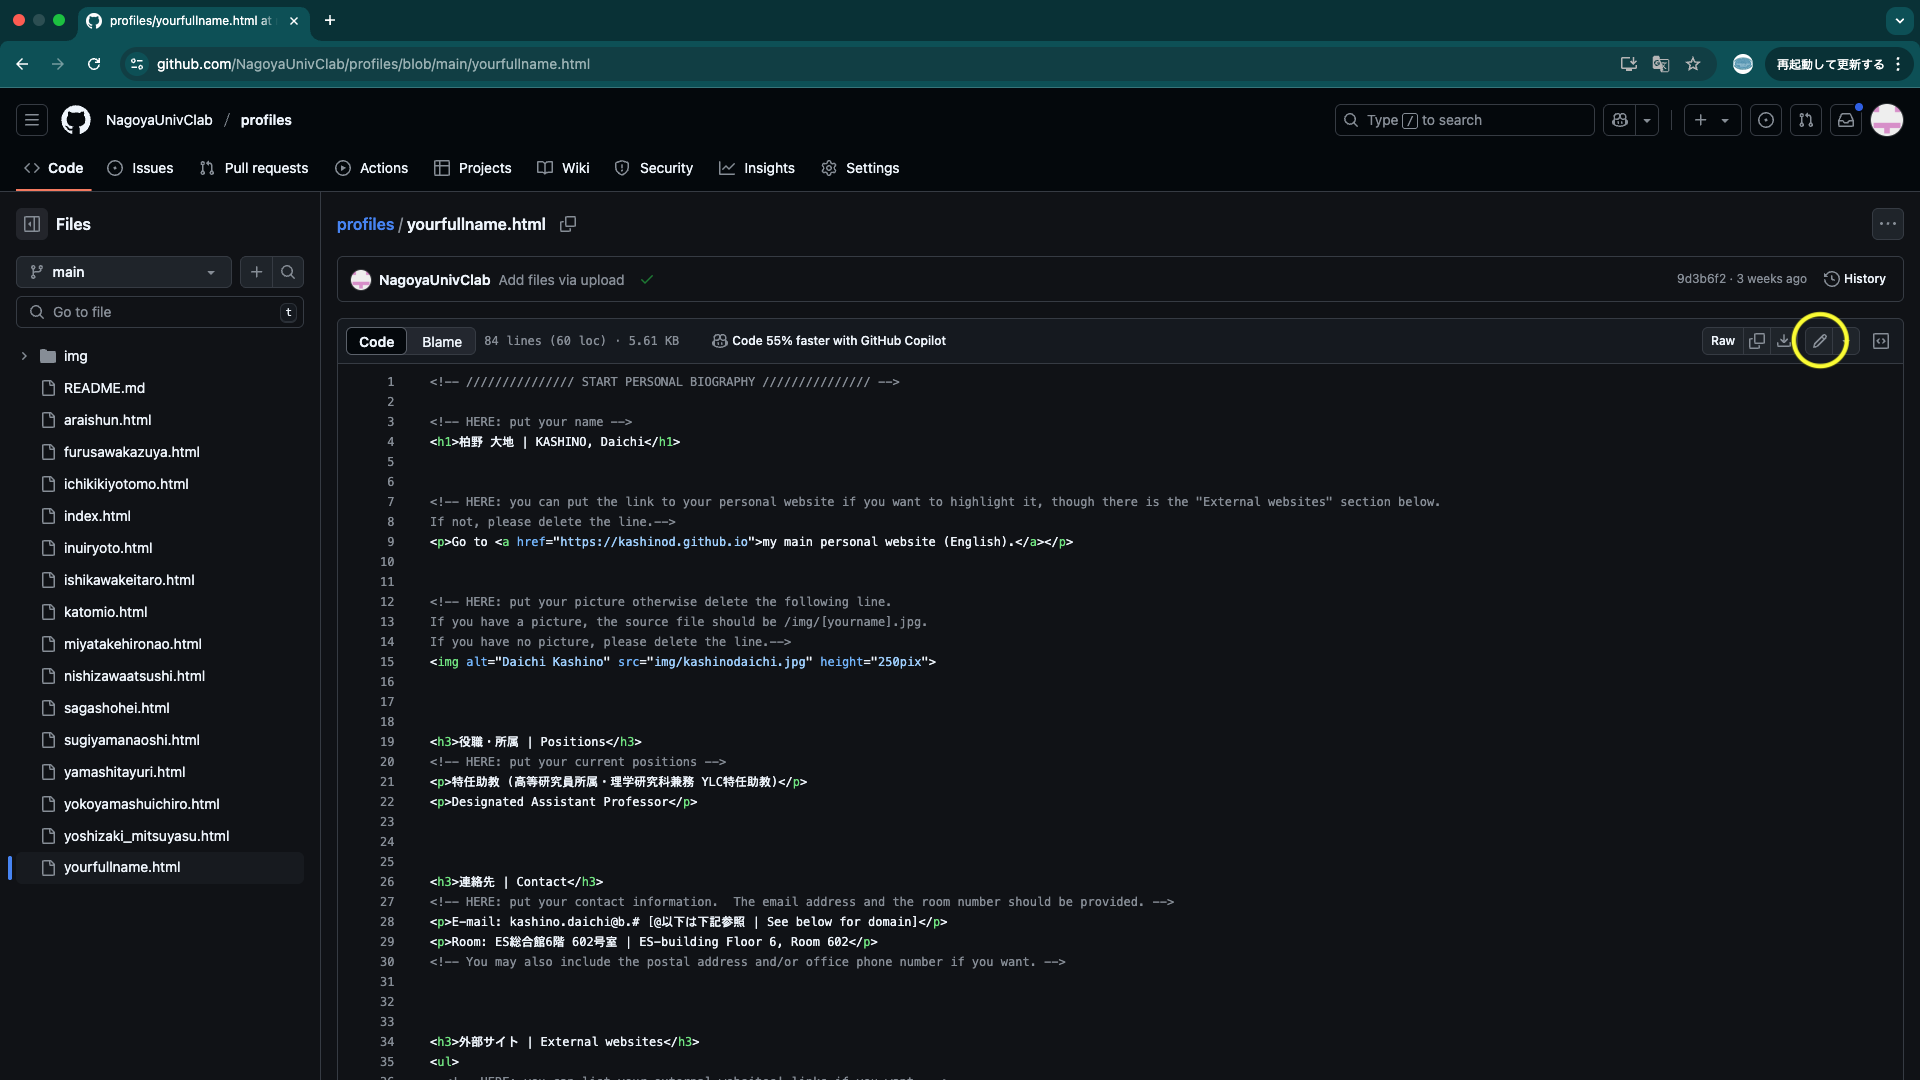 profiles/yourfullname.html at
github.com/NagoyaUnivClab/profiles/blob/main/yourfullname.html
再起動して更新する
NagoyaUnivClab / profiles
Type / to search
Code Issues Pull requests Actions Projects Wiki Security Insights Settings
Files
main
Go to file t
img
README.md
araishun.html
furusawakazuya.html
ichikikiyotomo.html
index.html
inuiryoto.html
ishikawakeitaro.html
katomio.html
miyatakehironao.html
nishizawaatsushi.html
sagashohei.html
sugiyamanaoshi.html
yamashitayuri.html
yokoyamashuichiro.html
yoshizaki_mitsuyasu.html
yourfullname.html
profiles / yourfullname.html
NagoyaUnivClab Add files via upload
9d3b6f2 · 3 weeks ago History
Code Blame 84 lines (60 loc) · 5.61 KB Code 55% faster with GitHub Copilot
Raw
1 <!-- /////////////// START PERSONAL BIOGRAPHY /////////////// -->
2
3 <!-- HERE: put your name -->
4 <h1>柏野 大地 | KASHINO, Daichi</h1>
5
6
7 <!-- HERE: you can put the link to your personal website if you want to highlight it, though there is the "External websites" section below.
8 If not, please delete the line.-->
9 <p>Go to <a href="https://kashinod.github.io">my main personal website (English).</a></p>
10
11
12 <!-- HERE: put your picture otherwise delete the following line.
13 If you have a picture, the source file should be /img/[yourname].jpg.
14 If you have no picture, please delete the line.-->
15 <img alt="Daichi Kashino" src="img/kashinodaichi.jpg" height="250pix">
16
17
18
19 <h3>役職・所属 | Positions</h3>
20 <!-- HERE: put your current positions -->
21 <p>特任助教 (高等研究員所属・理学研究科兼務 YLC特任助教)</p>
22 <p>Designated Assistant Professor</p>
23
24
25
26 <h3>連絡先 | Contact</h3>
27 <!-- HERE: put your contact information.  The email address and the room number should be provided. -->
28 <p>E-mail: kashino.daichi@b.# [@以下は下記参照 | See below for domain]</p>
29 <p>Room: ES総合館6階 602号室 | ES-building Floor 6, Room 602</p>
30 <!-- You may also include the postal address and/or office phone number if you want. -->
31
32
33
34 <h3>外部サイト | External websites</h3>
35 <ul>